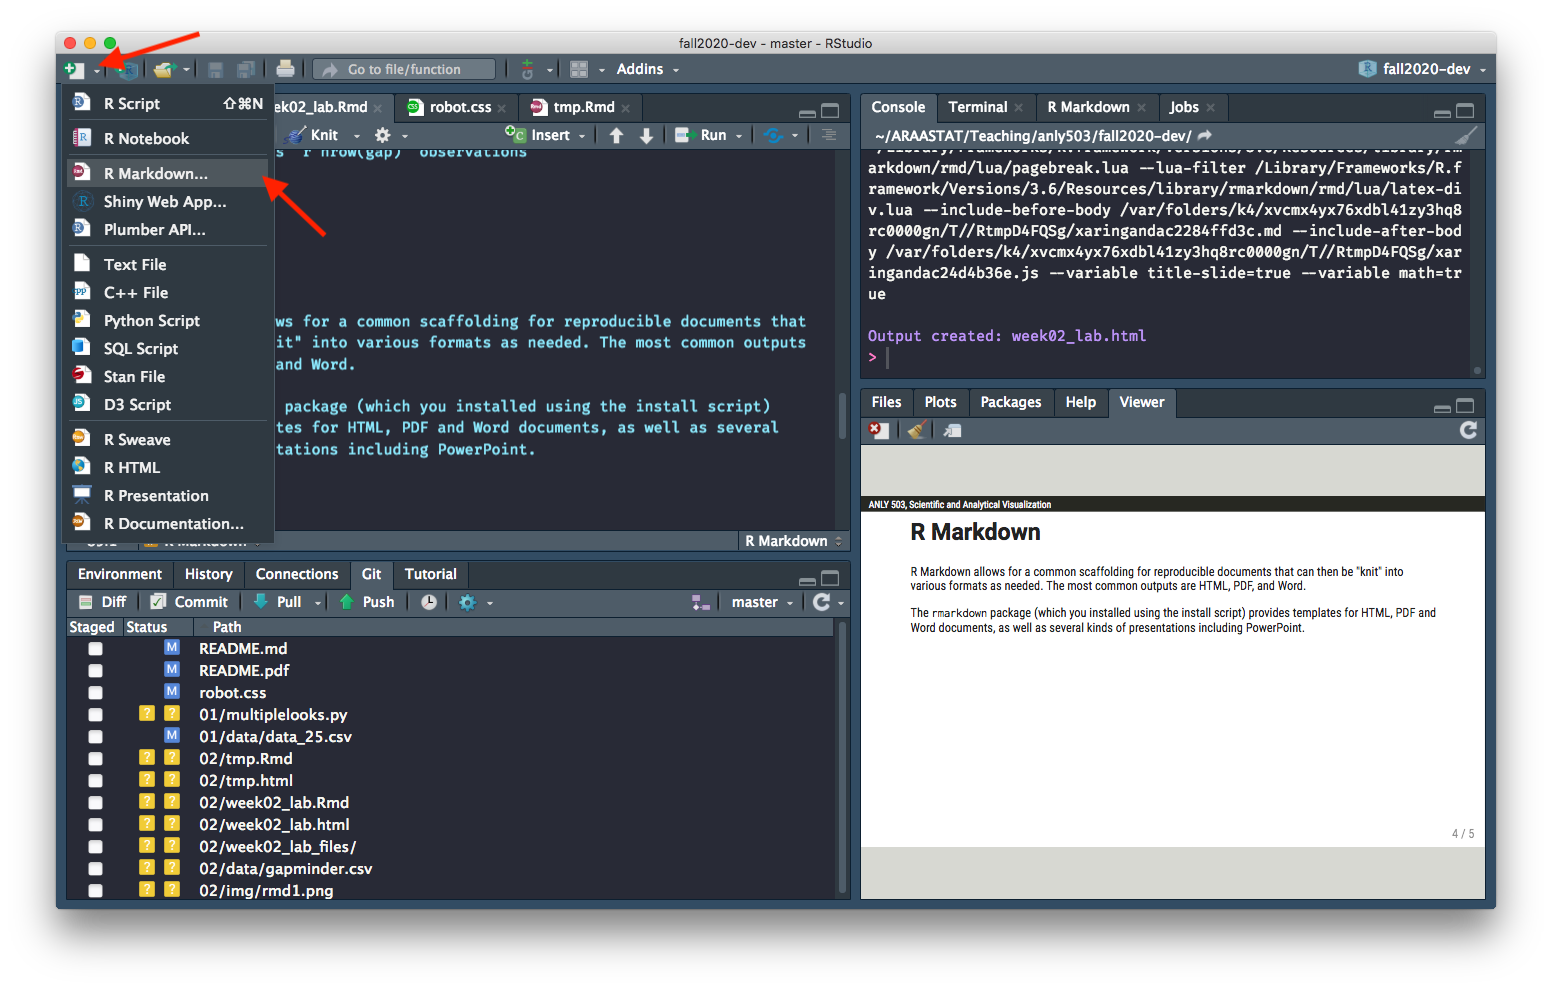 fall2020-dev - master - RStudio
Go to file/function
Addins
fall2020-dev
R Script ⇧⌘N
R Notebook
R Markdown...
Shiny Web App...
Plumber API...
Text File
C++ File
Python Script
SQL Script
Stan File
D3 Script
R Sweave
R HTML
R Presentation
R Documentation...
ek02_lab.Rmd
robot.css
tmp.Rmd
Knit
Insert
Run
s `r nrow(gap)` observations
ws for a common scaffolding for reproducible documents that
it" into various formats as needed. The most common outputs
and Word.
package (which you installed using the install script)
tes for HTML, PDF and Word documents, as well as several
tations including PowerPoint.
R Markdown
R Markdown
Environment History Connections Git Tutorial
Diff Commit Pull Push master
Staged Status Path
M README.md
M README.pdf
M robot.css
? ? 01/multiplelooks.py
M 01/data/data_25.csv
? ? 02/tmp.Rmd
? ? 02/tmp.html
? ? 02/week02_lab.Rmd
? ? 02/week02_lab.html
? ? 02/week02_lab_files/
? ? 02/data/gapminder.csv
? ? 02/img/rmd1.png
Console Terminal R Markdown Jobs
~/ARAASTAT/Teaching/anly503/fall2020-dev/
arkdown/rmd/lua/pagebreak.lua --lua-filter /Library/Frameworks/R.f
ramework/Versions/3.6/Resources/library/rmarkdown/rmd/lua/latex-di
v.lua --include-before-body /var/folders/k4/xvcmx4yx76xdbl41zy3hq8
rc0000gn/T//RtmpD4FQSg/xaringandac2284ffd3c.md --include-after-bod
y /var/folders/k4/xvcmx4yx76xdbl41zy3hq8rc0000gn/T//RtmpD4FQSg/xar
ingandac24d4b36e.js --variable title-slide=true --variable math=tr
ue
Output created: week02_lab.html
>
Files Plots Packages Help Viewer
ANLY 503, Scientific and Analytical Visualization
R Markdown
R Markdown allows for a common scaffolding for reproducible documents that can then be "knit" into
various formats as needed. The most common outputs are HTML, PDF, and Word.
The rmarkdown package (which you installed using the install script) provides templates for HTML, PDF and
Word documents, as well as several kinds of presentations including PowerPoint.
4 / 5